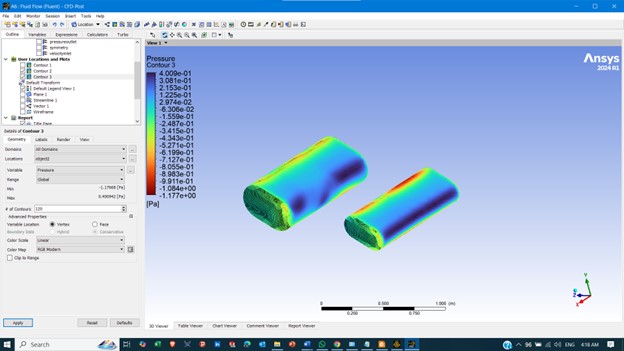 A6 : Fluid Flow (Fluent) - CFD-Post
File Edit Monitor Session Insert Tools Help
Location
Outline Variables Expressions Calculators Turbo
pressureoutlet
symmetry
velocityinlet
User Locations and Plots
Contour 1
Contour 2
Contour 3
Default Transform
Default Legend View 1
Plane 1
Streamline 1
Vector 1
Wireframe
Report
Title Page
Details of Contour 3
Geometry Labels Render View
Domains All Domains
Locations object2
Variable Pressure
Range Global
Min -1.17668 [Pa]
Max 0.400942 [Pa]
# of Contours 120
Advanced Properties
Variable Location Vertex Face
Boundary Data Hybrid Conservative
Color Scale Linear
Color Map RGB Modern
Clip to Range
Apply Reset Defaults
View 1
Pressure
Contour 3
4.009e-01
3.081e-01
2.153e-01
1.225e-01
2.974e-02
-6.306e-02
-1.559e-01
-2.487e-01
-3.415e-01
-4.343e-01
-5.271e-01
-6.199e-01
-7.127e-01
-8.055e-01
-8.983e-01
-9.911e-01
-1.084e+00
-1.177e+00
[Pa]
Ansys
2024 R1
0 0.500 1.000 (m)
0.250 0.750
Y
Z
X
3D Viewer Table Viewer Chart Viewer Comment Viewer Report Viewer
Search
ENG 4:18 AM